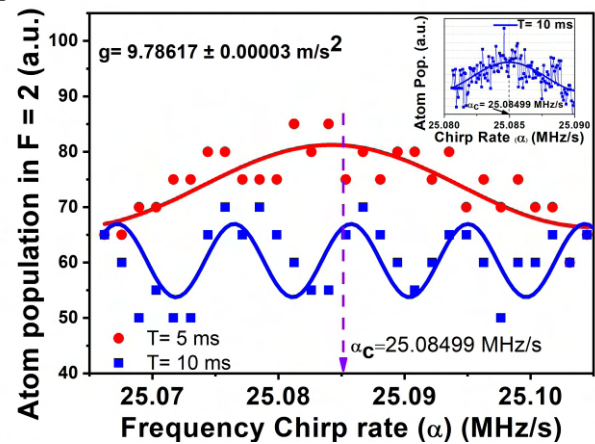 g= 9.78617 ± 0.00003 m/s²
Atom population in F = 2 (a.u.)
100
90
80
70
60
50
40
T= 5 ms
T= 10 ms
αc=25.08499 MHz/s
25.07 25.08 25.09 25.10
Frequency Chirp rate (α) (MHz/s)
T= 10 ms
Atom Pop. (a.u.)
αc= 25.08499 MHz/s
25.080 25.085 25.090
Chirp Rate (α) (MHz/s)